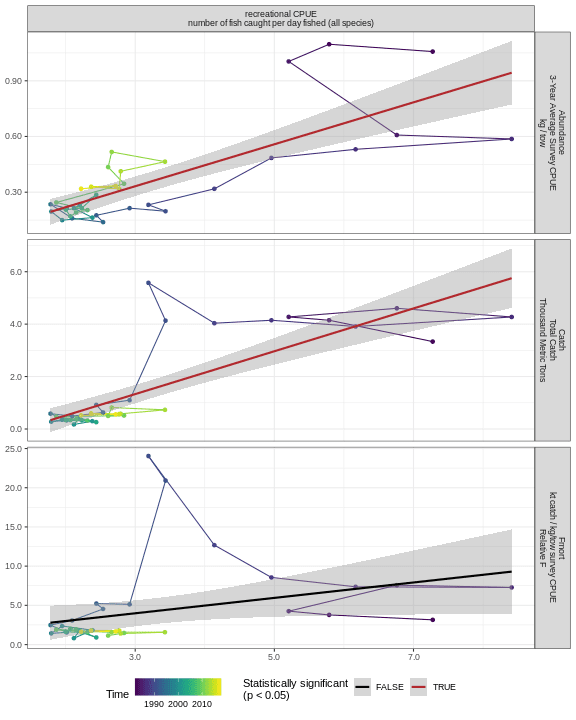 recreational CPUE
number of fish caught per day fished (all species)
0.90
0.60
0.30
Abundance
3-Year Average Survey CPUE
kg / tow
6.0
4.0
2.0
0.0
Catch
Total Catch
Thousand Metric Tons
25.0
20.0
15.0
10.0
5.0
0.0
Fmort
kt catch / kg/tow survey CPUE
Relative F
3.0
5.0
7.0
Time
1990 2000 2010
Statistically significant
(p < 0.05)
FALSE
TRUE